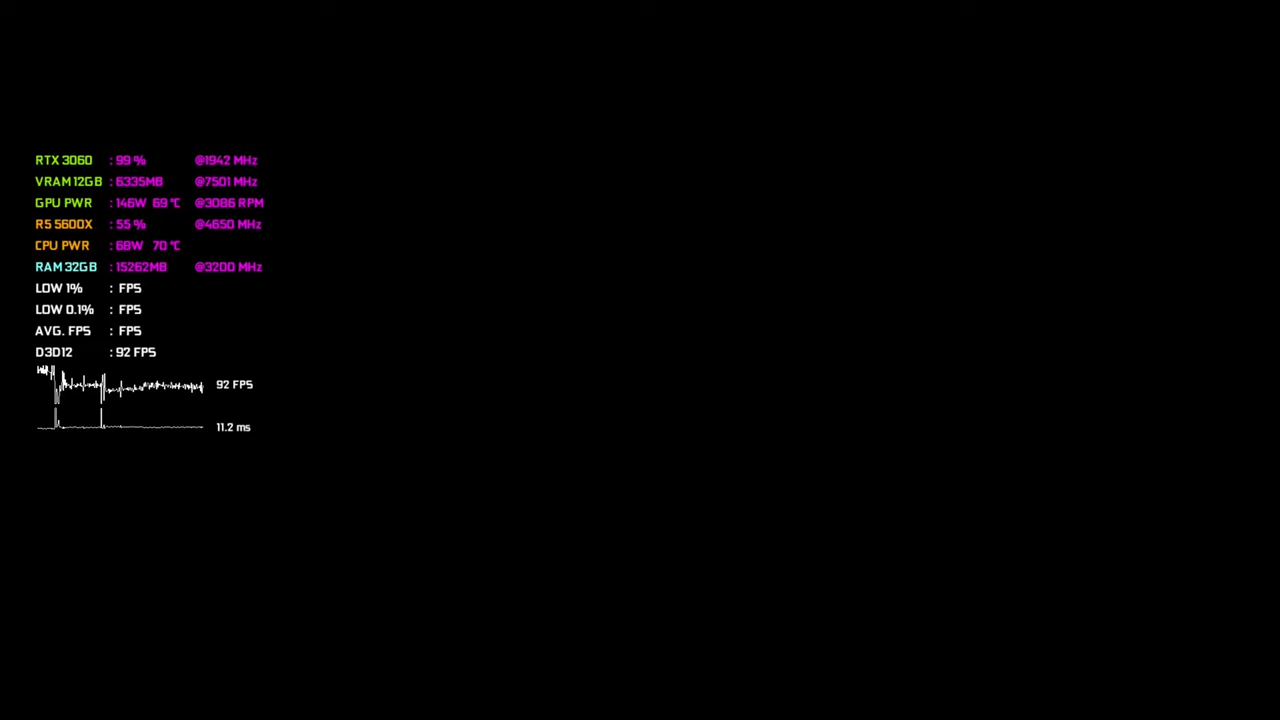 RTX 3060 : 99 % @1942 MHz
VRAM 12GB : 6335MB @7501 MHz
GPU PWR : 146W 69 °C @3086 RPM
R5 5600X : 55 % @4650 MHz
CPU PWR : 68W 70 °C
RAM 32GB : 15262MB @3200 MHz
LOW 1% : FPS
LOW 0.1% : FPS
AVG. FPS : FPS
D3D12 : 92 FPS
92 FPS
11.2 ms